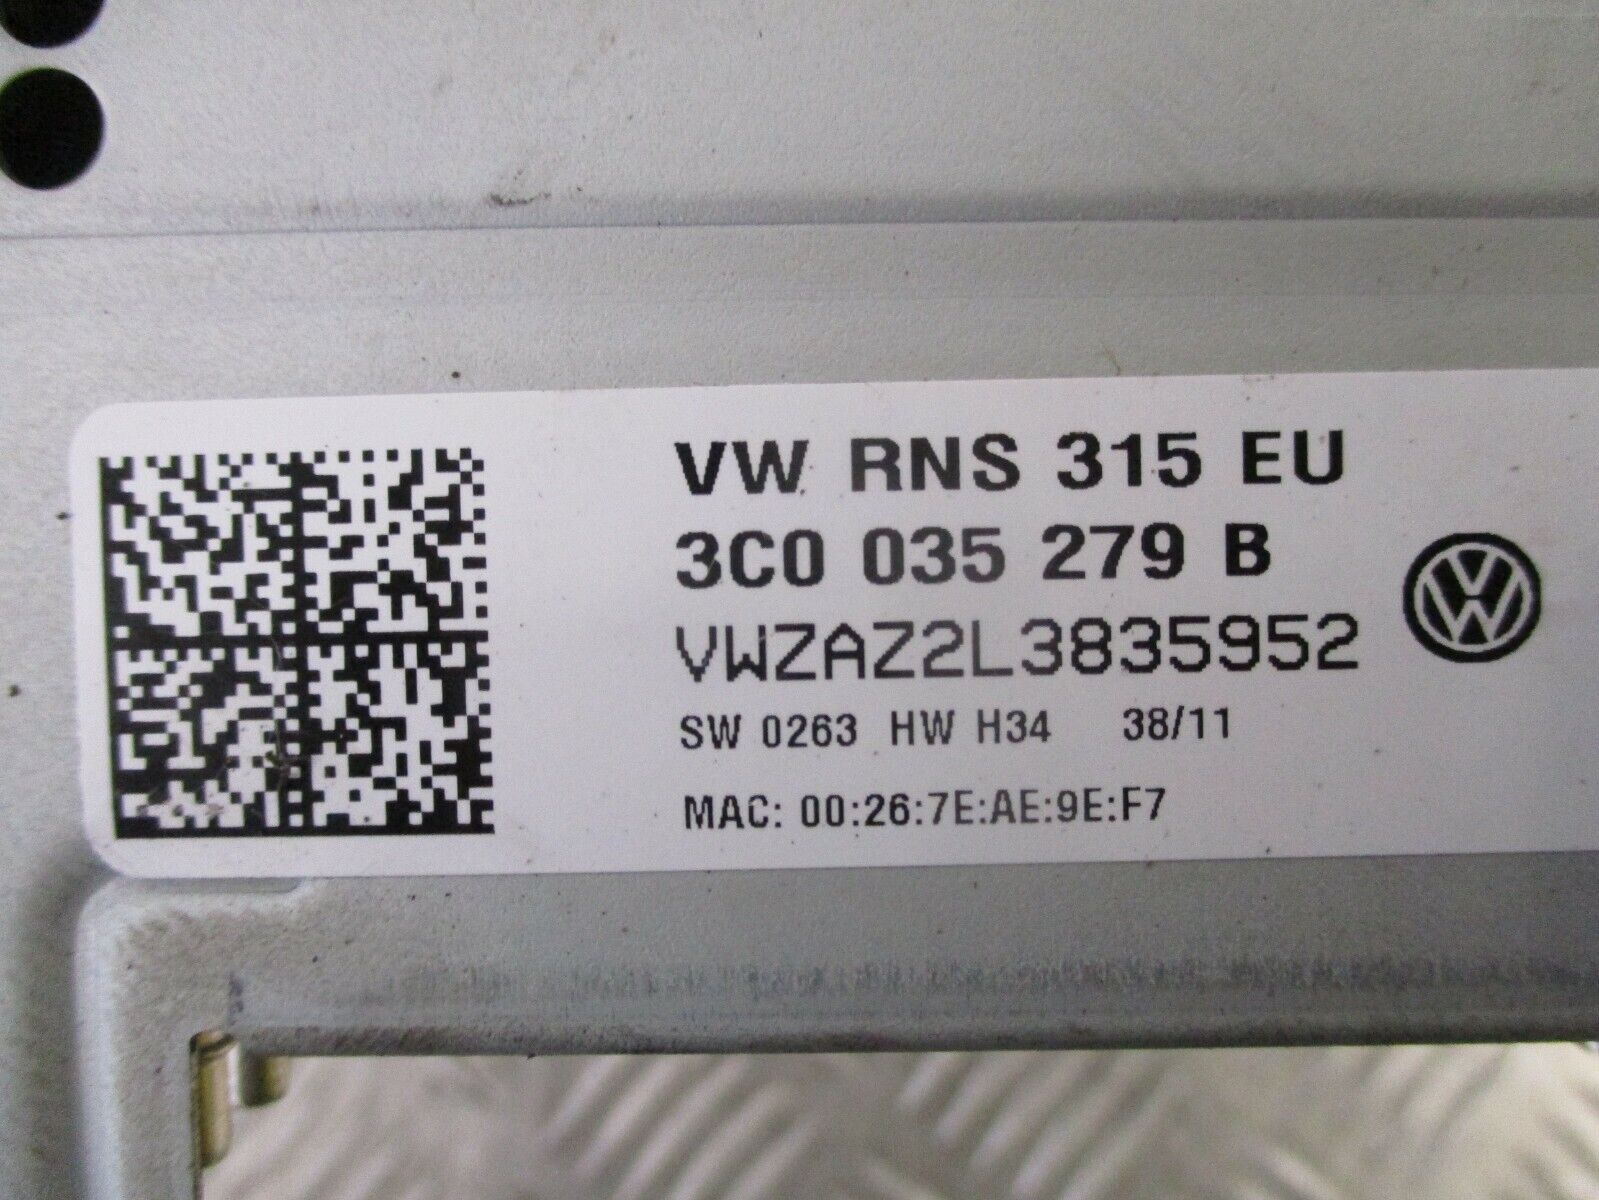 VW RNS 315 EU
3C0 035 279 B
VWZAZ2L3835952
SW 0263 HW H34 38/11
MAC: 00:26:7E:AE:9E:F7